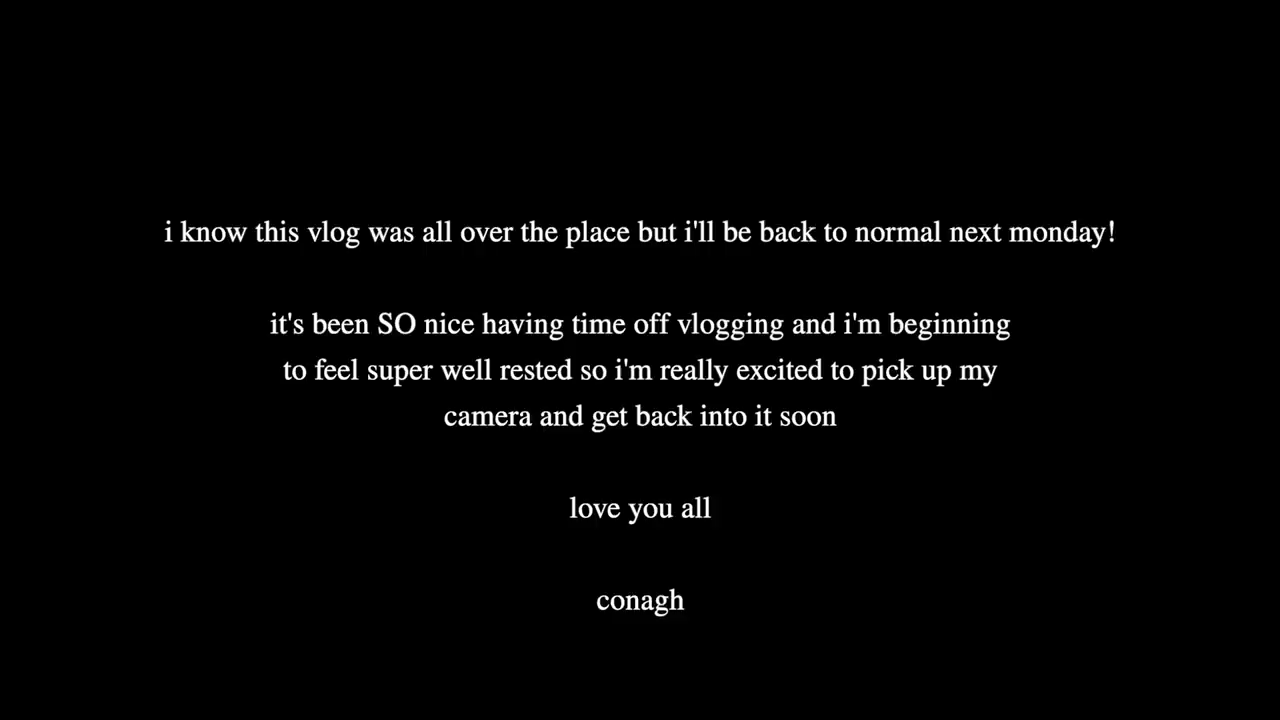 i know this vlog was all over the place but i'll be back to normal next monday!
it's been SO nice having time off vlogging and i'm beginning
to feel super well rested so i'm really excited to pick up my
camera and get back into it soon
love you all
conagh